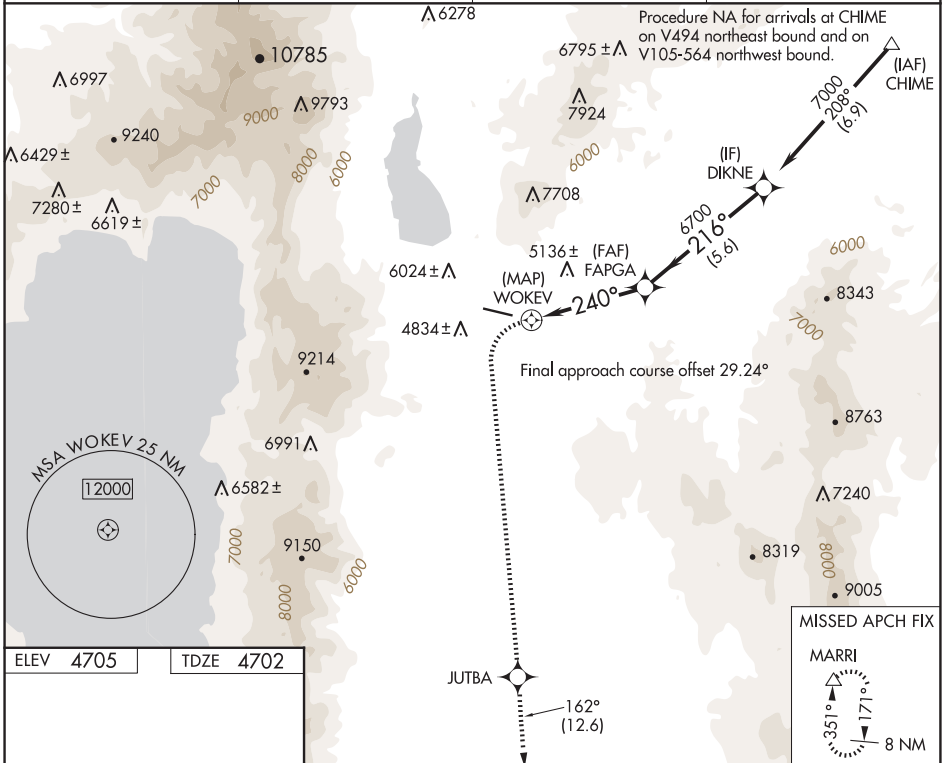 6278
Procedure NA for arrivals at CHIME
on V494 northeast bound and on
V105-564 northwest bound.
10785
6795 ±
(IAF)
CHIME
6997
9793
7924
7000
208°
(6.9)
9000
9240
6429 ±
8000
6000
6000
(IF)
DIKNE
7280 ±
7000
6619 ±
7708
6700
216°
(5.6)
6000
5136 ±
(FAF)
FAPGA
6024 ±
(MAP)
WOKEV
240°
8343
7000
4834 ±
9214
Final approach course offset 29.24°
8763
6991
MSA WOKEV 25 NM
12000
6582 ±
7240
7000
9150
6000
8319
8000
8000
9005
MISSED APCH FIX
MARRI
351°
171°
8 NM
ELEV 4705
TDZE 4702
JUTBA
162°
(12.6)